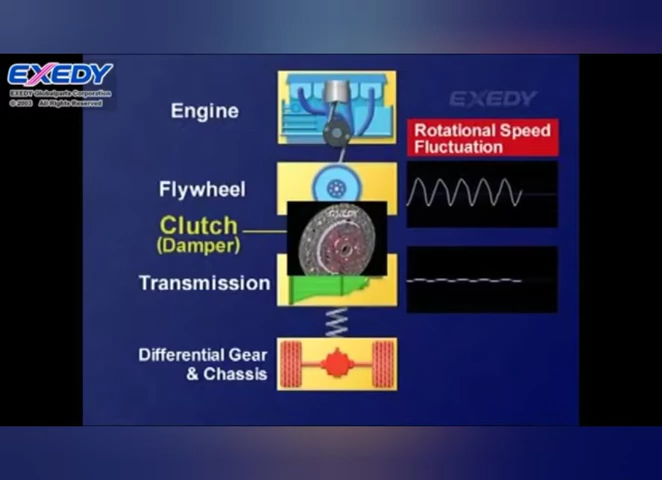 EXEDY
EXEDY Globalparts Corporation
© 2003 All Rights Reserved
Engine
EXEDY
Rotational Speed
Fluctuation
Flywheel
Clutch
(Damper)
EXEDY
Transmission
Differential Gear
& Chassis